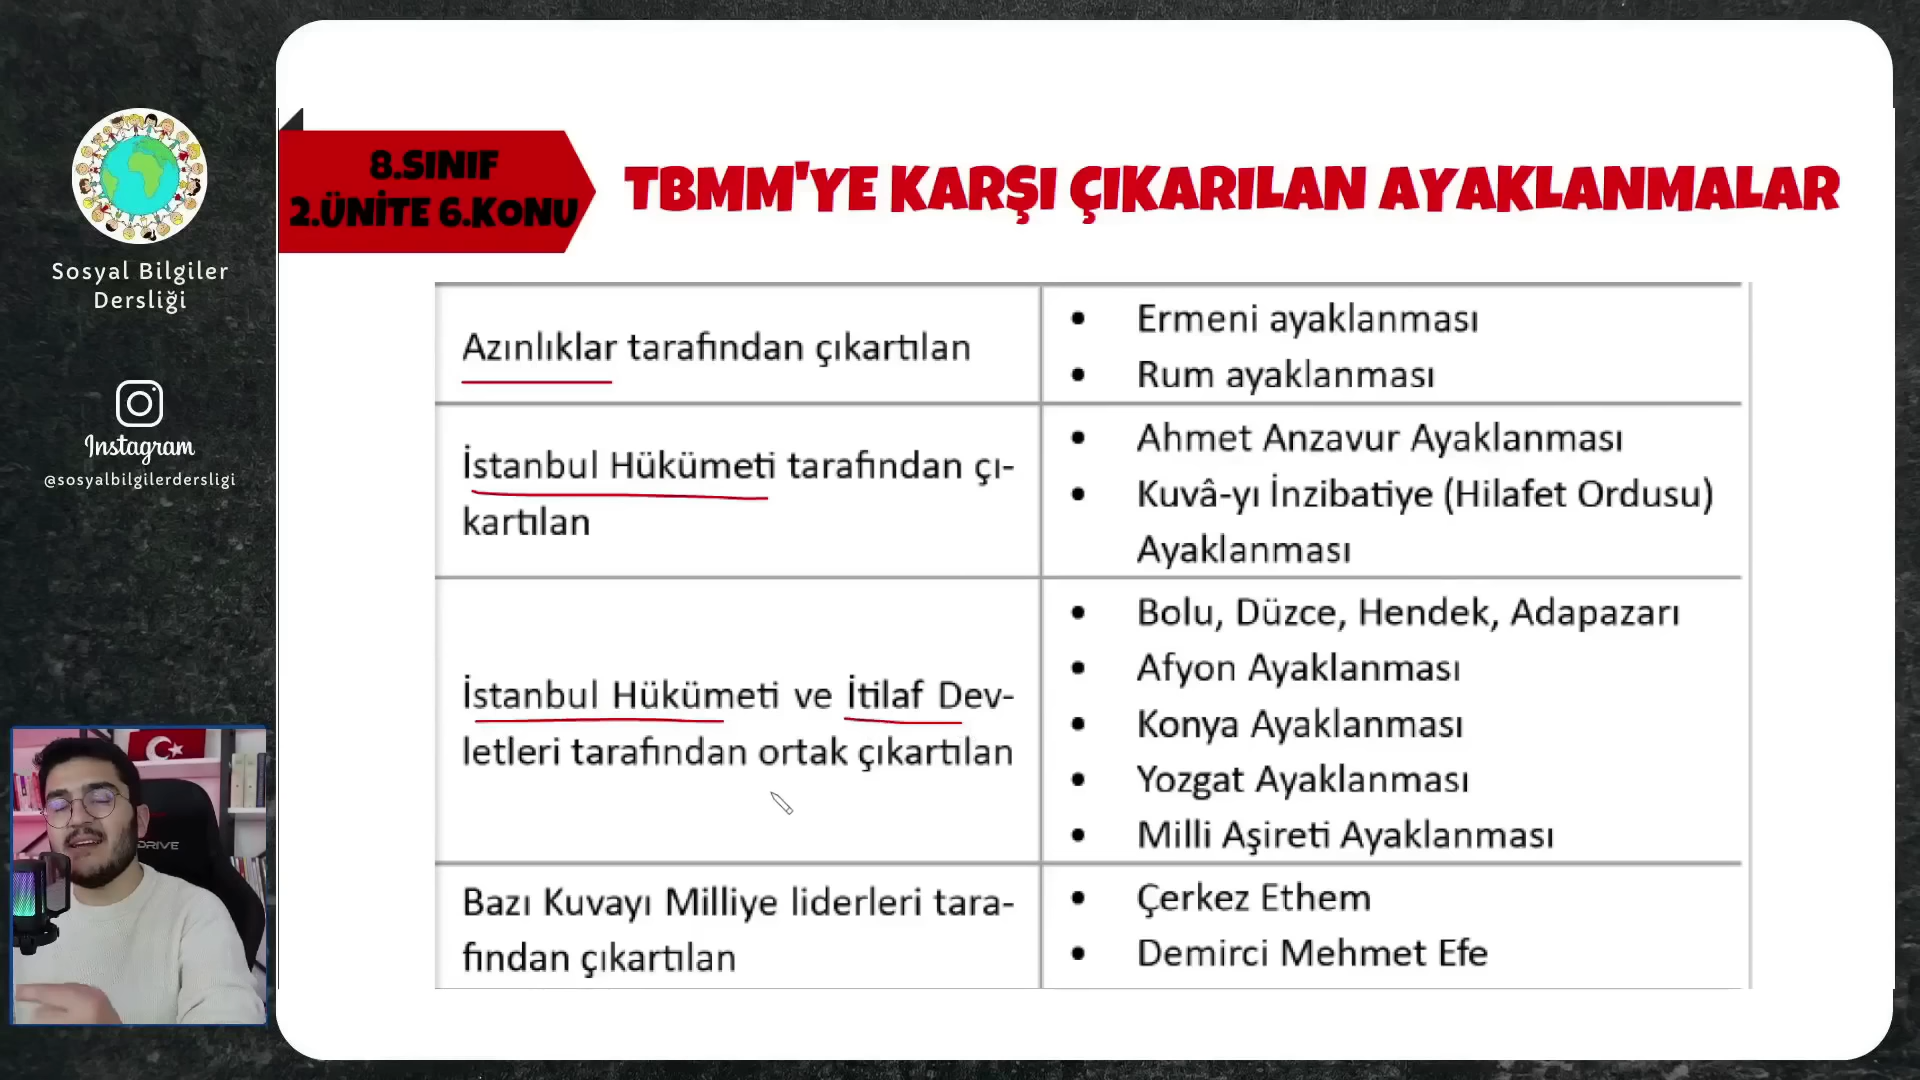 8.SINIF
2.ÜNİTE 6.KONU
TBMM'YE KARŞI ÇIKARILAN AYAKLANMALAR
Sosyal Bilgiler
Dersliği
Instagram
@sosyalbilgilerdersligi
Azınlıklar tarafından çıkartılan
• Ermeni ayaklanması
• Rum ayaklanması
İstanbul Hükümeti tarafından çı-
kartılan
• Ahmet Anzavur Ayaklanması
• Kuvâ-yı İnzibatiye (Hilafet Ordusu)
Ayaklanması
İstanbul Hükümeti ve İtilaf Dev-
letleri tarafından ortak çıkartılan
• Bolu, Düzce, Hendek, Adapazarı
• Afyon Ayaklanması
• Konya Ayaklanması
• Yozgat Ayaklanması
• Milli Aşireti Ayaklanması
Bazı Kuvayı Milliye liderleri tara-
fından çıkartılan
• Çerkez Ethem
• Demirci Mehmet Efe
DRIVE